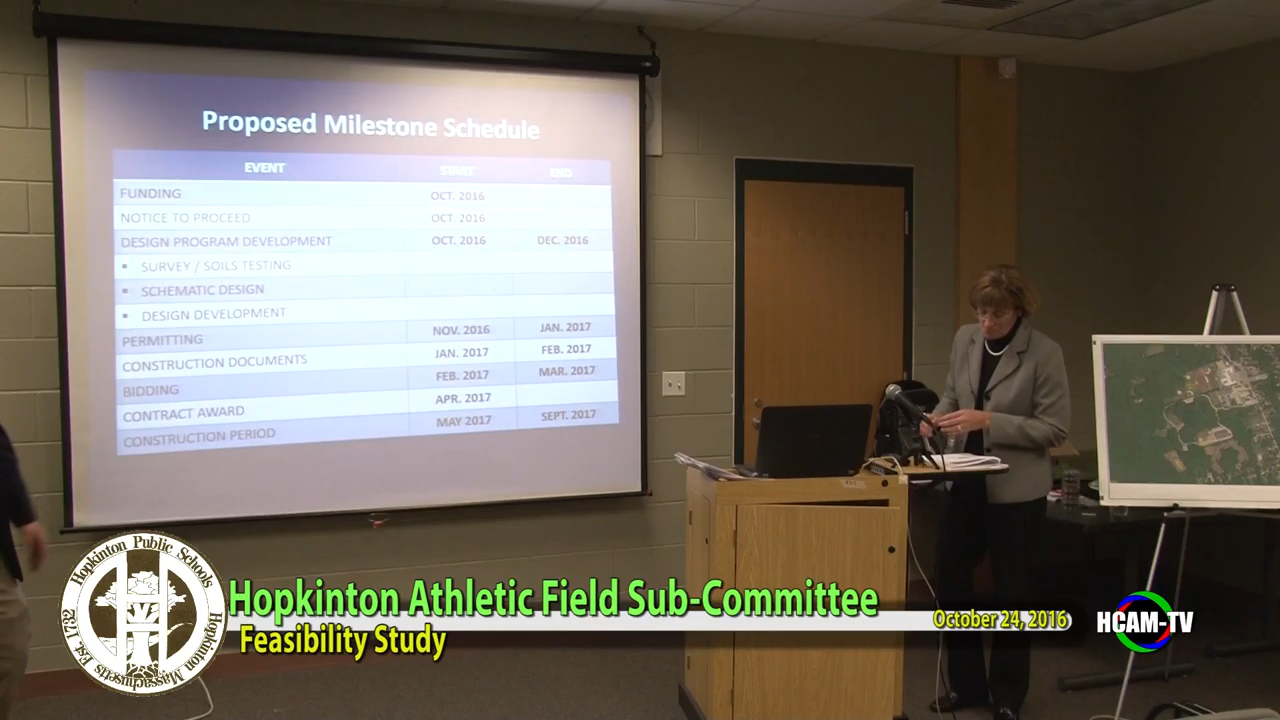 Proposed Milestone Schedule
EVENT START END
FUNDING OCT. 2016
NOTICE TO PROCEED OCT. 2016
DESIGN PROGRAM DEVELOPMENT OCT. 2016 DEC. 2016
▪ SURVEY / SOILS TESTING
▪ SCHEMATIC DESIGN
▪ DESIGN DEVELOPMENT
PERMITTING NOV. 2016 JAN. 2017
CONSTRUCTION DOCUMENTS JAN. 2017 FEB. 2017
BIDDING FEB. 2017 MAR. 2017
CONTRACT AWARD APR. 2017
CONSTRUCTION PERIOD MAY 2017 SEPT. 2017
Hopkinton Public Schools
Hopkinton Massachusetts Est. 1732
Hopkinton Athletic Field Sub-Committee
Feasibility Study
October 24, 2016
HCAM-TV